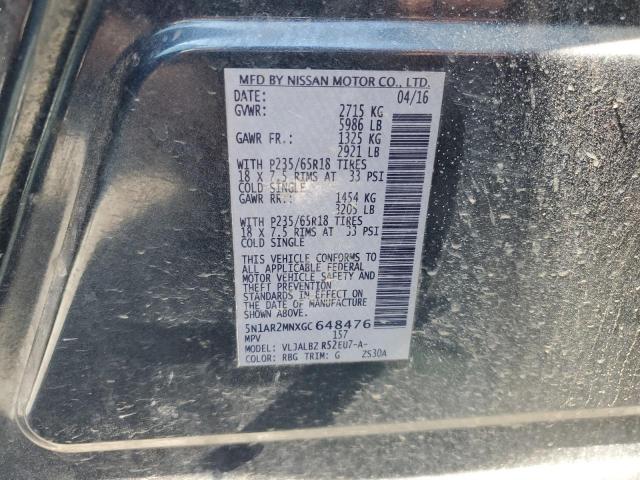 MFD BY NISSAN MOTOR CO., LTD.
DATE: 04/16
GVWR: 2715 KG
5986 LB
GAWR FR.: 1325 KG
2921 LB
WITH P235/65R18 TIRES
18 X 7.5 RIMS AT 33 PSI
COLD SINGLE
GAWR RR.: 1454 KG
3205 LB
WITH P235/65R18 TIRES
18 X 7.5 RIMS AT 33 PSI
COLD SINGLE
THIS VEHICLE CONFORMS TO
ALL APPLICABLE FEDERAL
MOTOR VEHICLE SAFETY AND
THEFT PREVENTION
STANDARDS IN EFFECT ON
THE DATE OF MANUFACTURE
SHOWN ABOVE.
5N1AR2MNXGC648476
MPV 157
MODEL: VLJALBZ R52EU7-A-
COLOR: RBG TRIM: G ZS30A